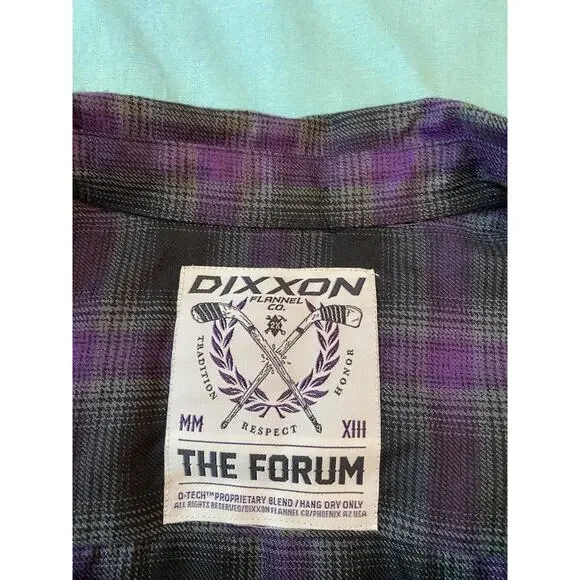 DIXXON
FLANNEL
CO.
2X
TRADITION
RESPECT
HONOR
MM XIII
THE FORUM
D-TECH™ PROPRIETARY BLEND / HANG DRY ONLY
ALL RIGHTS RESERVED/DIXXON FLANNEL CO/PHOENIX AZ USA